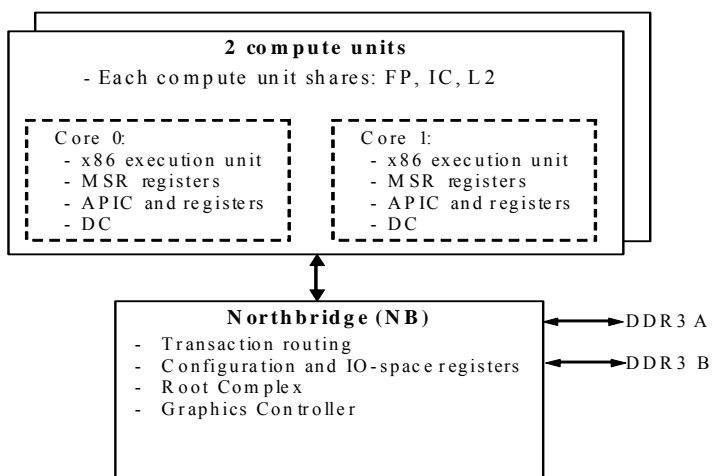 2 compute units
- Each compute unit shares: FP, IC, L2
Core 0:
- x86 execution unit
- MSR registers
- APIC and registers
- DC
Core 1:
- x86 execution unit
- MSR registers
- APIC and registers
- DC
Northbridge (NB)
- Transaction routing
- Configuration and IO-space registers
- Root Complex
- Graphics Controller
DDR3 A
DDR3 B